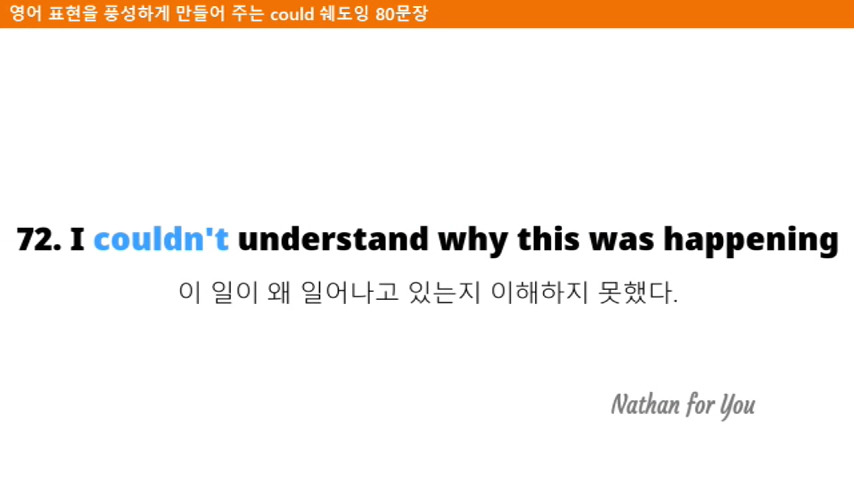 영어 표현을 풍성하게 만들어 주는 could 쉐도잉 80문장
72. I couldn't understand why this was happening
이 일이 왜 일어나고 있는지 이해하지 못했다.
Nathan for You